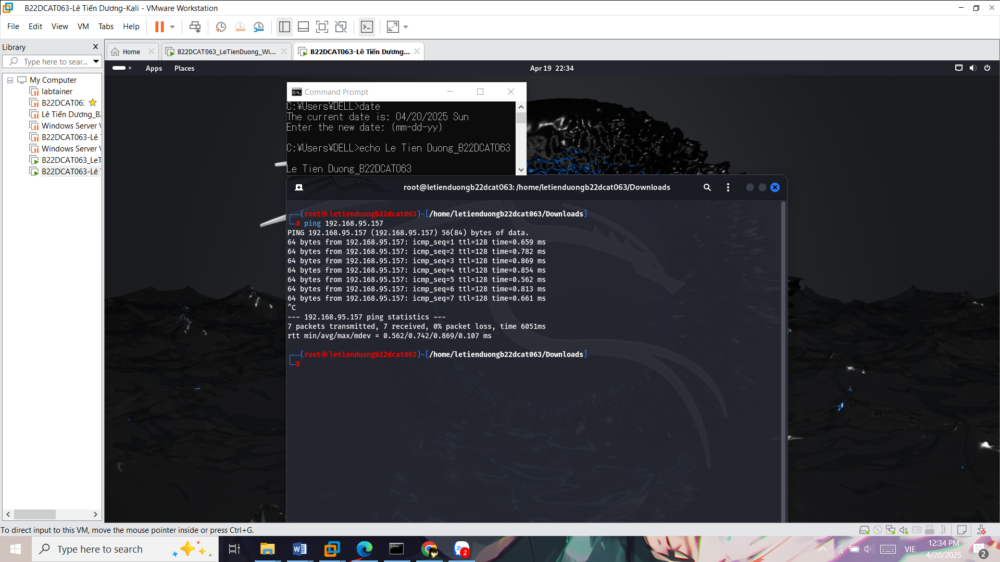 B22DCAT063-Lê Tiến Dương-Kali - VMware Workstation
File Edit View VM Tabs Help
Library
Home
B22DCAT063_LeTienDuong_Wi...
B22DCAT063-Lê Tiến Dương...
Type here to sear...
Apps Places
Apr 19 22:34
My Computer
labtainer
B22DCAT06
Lê Tiến Dương_B
Windows Server
B22DCAT063-Lê
Windows Server
B22DCAT063_LeT
B22DCAT063-Lê
Command Prompt
C:¥Users¥DELL>date
The current date is: 04/20/2025 Sun
Enter the new date: (mm-dd-yy)
C:¥Users¥DELL>echo Le Tien Duong_B22DCAT063
Le Tien Duong_B22DCAT063
root@letienduongb22dcat063: /home/letienduongb22dcat063/Downloads
┌──(root㉿letienduongb22dcat063)-[/home/letienduongb22dcat063/Downloads]
└─# ping 192.168.95.157
PING 192.168.95.157 (192.168.95.157) 56(84) bytes of data.
64 bytes from 192.168.95.157: icmp_seq=1 ttl=128 time=0.659 ms
64 bytes from 192.168.95.157: icmp_seq=2 ttl=128 time=0.782 ms
64 bytes from 192.168.95.157: icmp_seq=3 ttl=128 time=0.869 ms
64 bytes from 192.168.95.157: icmp_seq=4 ttl=128 time=0.854 ms
64 bytes from 192.168.95.157: icmp_seq=5 ttl=128 time=0.562 ms
64 bytes from 192.168.95.157: icmp_seq=6 ttl=128 time=0.813 ms
64 bytes from 192.168.95.157: icmp_seq=7 ttl=128 time=0.661 ms
^C
--- 192.168.95.157 ping statistics ---
7 packets transmitted, 7 received, 0% packet loss, time 6051ms
rtt min/avg/max/mdev = 0.562/0.742/0.869/0.107 ms
┌──(root㉿letienduongb22dcat063)-[/home/letienduongb22dcat063/Downloads]
└─#
To direct input to this VM, move the mouse pointer inside or press Ctrl+G.
Type here to search
VIE
12:34 PM
4/20/2025
2
2